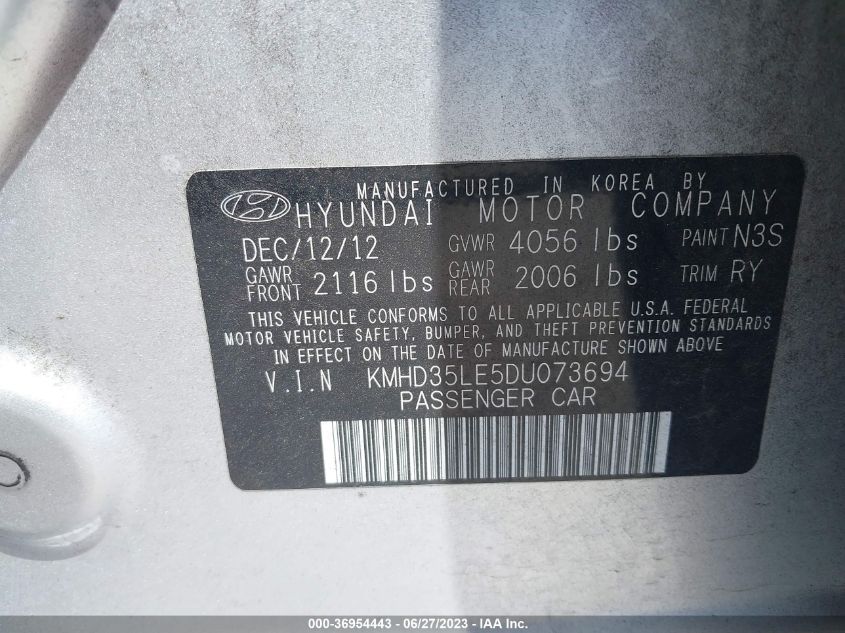 MANUFACTURED IN KOREA BY
HYUNDAI MOTOR COMPANY
DEC/12/12 GVWR 4056 lbs PAINT N3S
GAWR FRONT 2116 lbs GAWR REAR 2006 lbs TRIM RY
THIS VEHICLE CONFORMS TO ALL APPLICABLE U.S.A. FEDERAL
MOTOR VEHICLE SAFETY, BUMPER, AND THEFT PREVENTION STANDARDS
IN EFFECT ON THE DATE OF MANUFACTURE SHOWN ABOVE
V.I.N KMHD35LE5DU073694
PASSENGER CAR
000-36954443 - 06/27/2023 - IAA Inc.